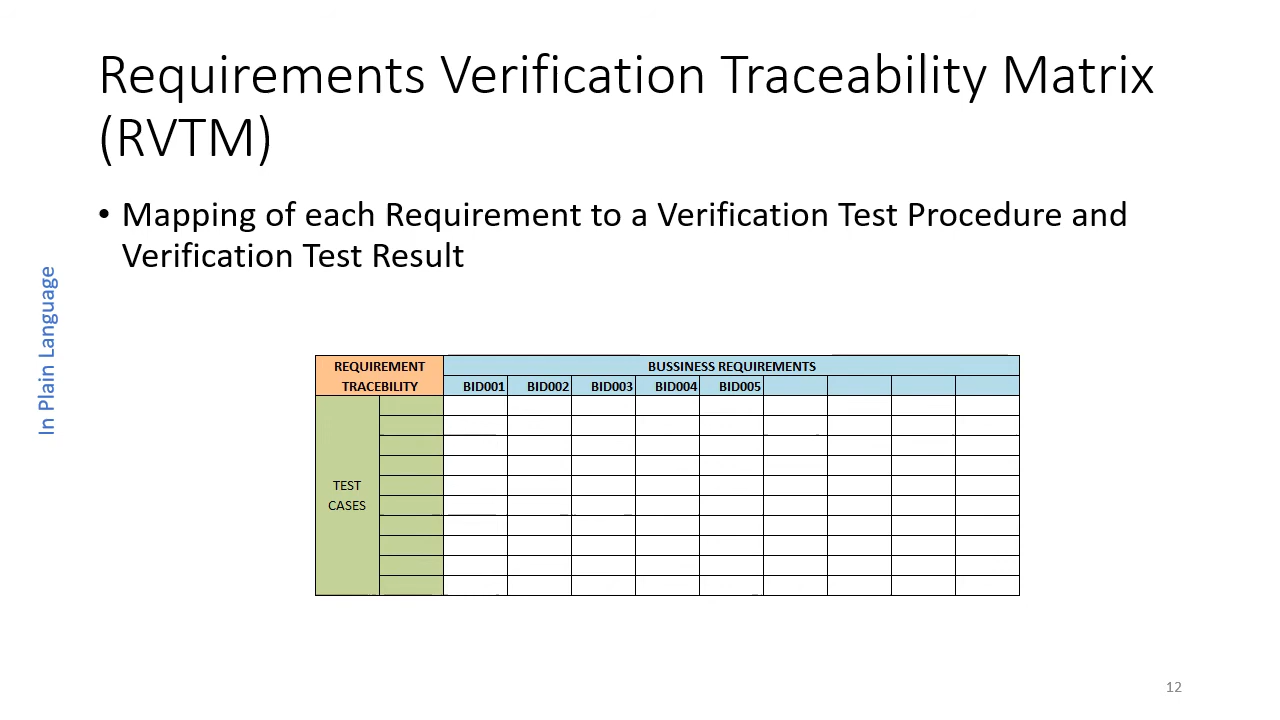 Requirements Verification Traceability Matrix
(RVTM)
• Mapping of each Requirement to a Verification Test Procedure and
Verification Test Result
In Plain Language
REQUIREMENT
TRACEBILITY
BUSSINESS REQUIREMENTS
BID001 BID002 BID003 BID004 BID005
TEST
CASES
12